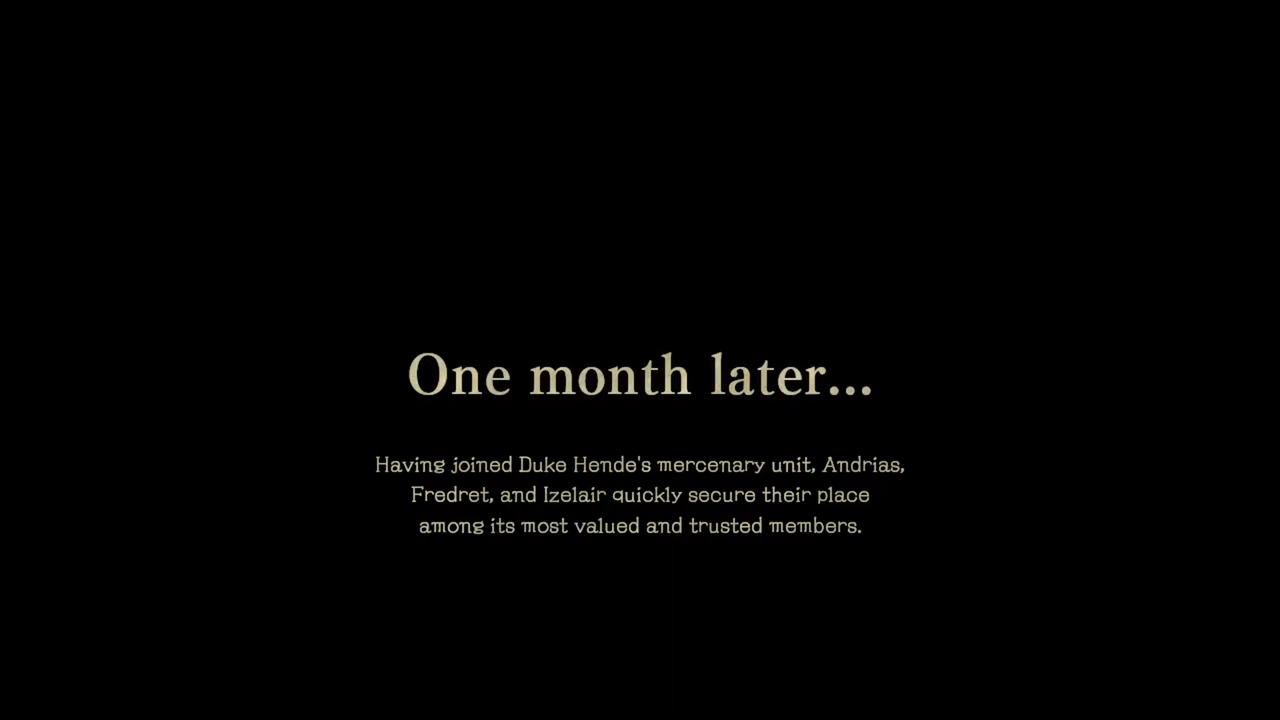 One month later...
Having joined Duke Hende's mercenary unit, Andrias,
Fredret, and Izelair quickly secure their place
among its most valued and trusted members.